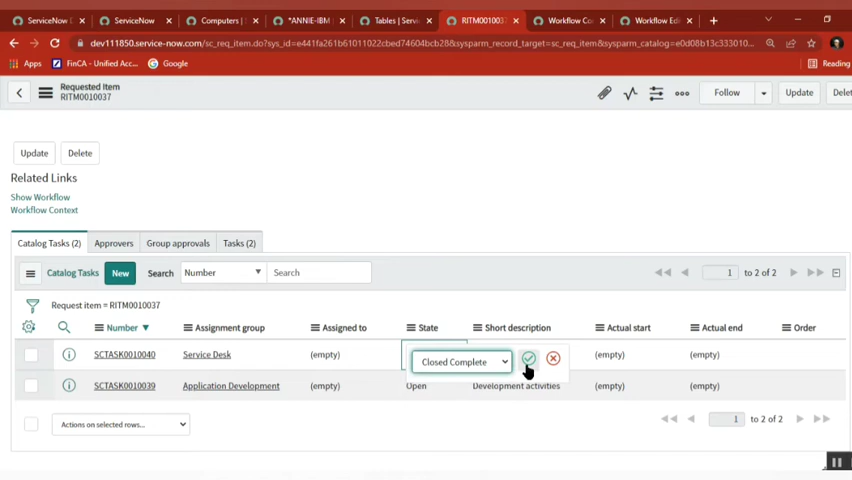 ServiceNow
ServiceNow
Computers | S
*ANNIE-IBM
Tables | Servi
RITM0010037
Workflow Co
Workflow Edi
dev111850.service-now.com/sc_req_item.do?sys_id=e441fa261b61011022cbed74604bcb28&sysparm_record_target=sc_req_item&sysparm_catalog=e0d08b13c333010...
Apps
FinCA - Unified Acc...
Google
Reading
Requested Item
RITM0010037
Follow
Update
Delet
Update
Delete
Related Links
Show Workflow
Workflow Context
Catalog Tasks (2)
Approvers
Group approvals
Tasks (2)
Catalog Tasks
New
Search
Number
Search
1 to 2 of 2
Request item = RITM0010037
Number
Assignment group
Assigned to
State
Short description
Actual start
Actual end
Order
SCTASK0010040
Service Desk
(empty)
Closed Complete
(empty)
(empty)
SCTASK0010039
Application Development
(empty)
Open
Development activities
(empty)
(empty)
Actions on selected rows...
1 to 2 of 2